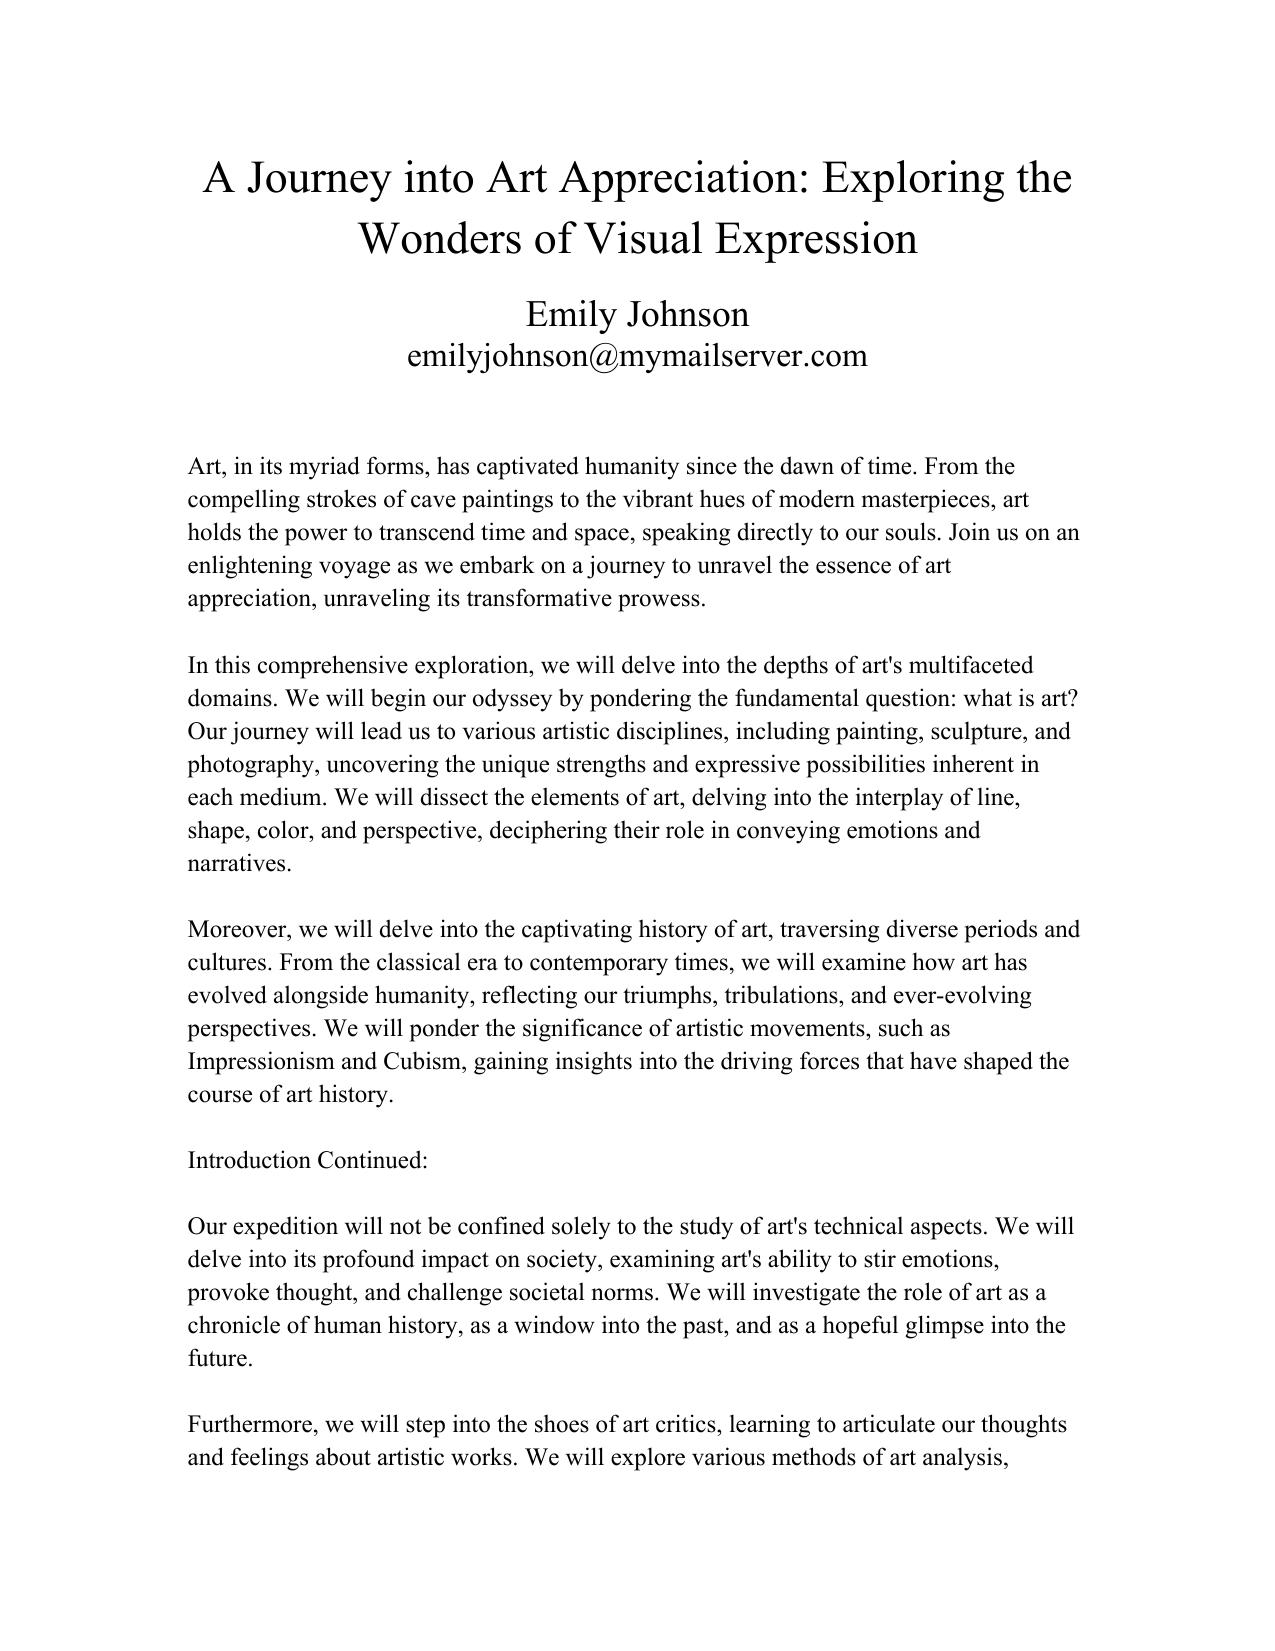 A Journey into Art Appreciation: Exploring the
Wonders of Visual Expression
Emily Johnson
emilyjohnson@mymailserver.com
Art, in its myriad forms, has captivated humanity since the dawn of time. From the
compelling strokes of cave paintings to the vibrant hues of modern masterpieces, art
holds the power to transcend time and space, speaking directly to our souls. Join us on an
enlightening voyage as we embark on a journey to unravel the essence of art
appreciation, unraveling its transformative prowess.
In this comprehensive exploration, we will delve into the depths of art's multifaceted
domains. We will begin our odyssey by pondering the fundamental question: what is art?
Our journey will lead us to various artistic disciplines, including painting, sculpture, and
photography, uncovering the unique strengths and expressive possibilities inherent in
each medium. We will dissect the elements of art, delving into the interplay of line,
shape, color, and perspective, deciphering their role in conveying emotions and
narratives.
Moreover, we will delve into the captivating history of art, traversing diverse periods and
cultures. From the classical era to contemporary times, we will examine how art has
evolved alongside humanity, reflecting our triumphs, tribulations, and ever-evolving
perspectives. We will ponder the significance of artistic movements, such as
Impressionism and Cubism, gaining insights into the driving forces that have shaped the
course of art history.
Introduction Continued:
Our expedition will not be confined solely to the study of art's technical aspects. We will
delve into its profound impact on society, examining art's ability to stir emotions,
provoke thought, and challenge societal norms. We will investigate the role of art as a
chronicle of human history, as a window into the past, and as a hopeful glimpse into the
future.
Furthermore, we will step into the shoes of art critics, learning to articulate our thoughts
and feelings about artistic works. We will explore various methods of art analysis,